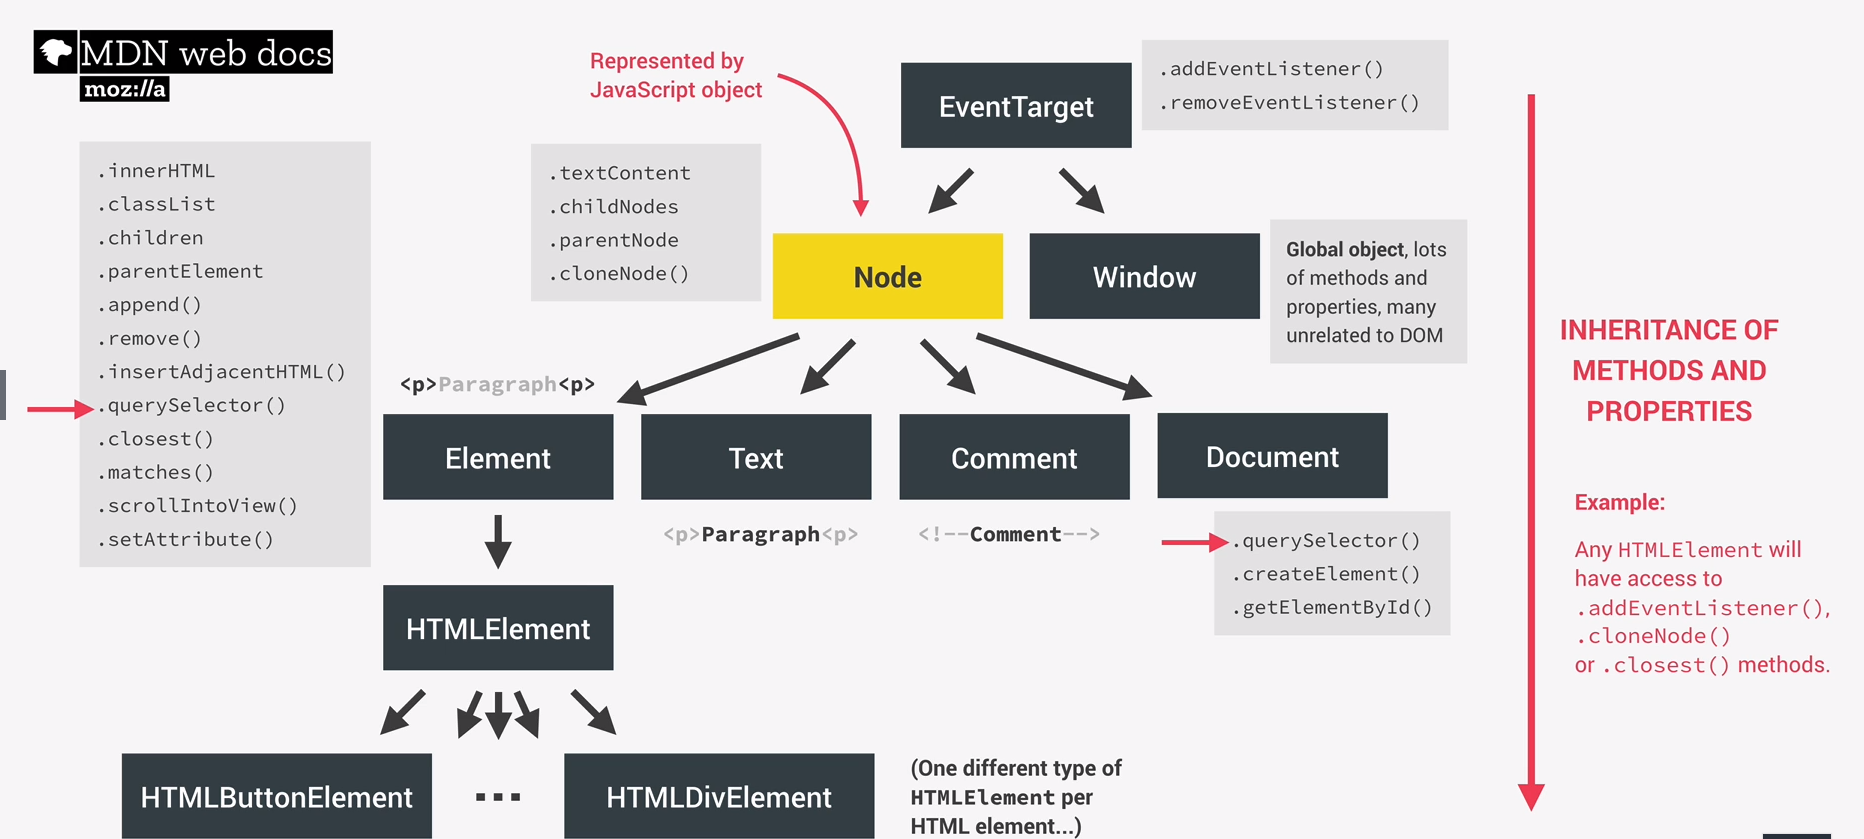 MDN web docs
moz://a
Represented by
JavaScript object
EventTarget
.addEventListener()
.removeEventListener()
.innerHTML
.classList
.children
.parentElement
.append()
.remove()
.insertAdjacentHTML()
.querySelector()
.closest()
.matches()
.scrollIntoView()
.setAttribute()
.textContent
.childNodes
.parentNode
.cloneNode()
Node
Window
Global object, lots
of methods and
properties, many
unrelated to DOM
<p>Paragraph<p>
Element
Text
Comment
Document
<p>Paragraph<p>
<!--Comment-->
.querySelector()
.createElement()
.getElementById()
HTMLElement
HTMLButtonElement
...
HTMLDivElement
(One different type of
HTMLElement per
HTML element...)
INHERITANCE OF
METHODS AND
PROPERTIES
Example:
Any HTMLElement will
have access to
.addEventListener(),
.cloneNode()
or .closest() methods.